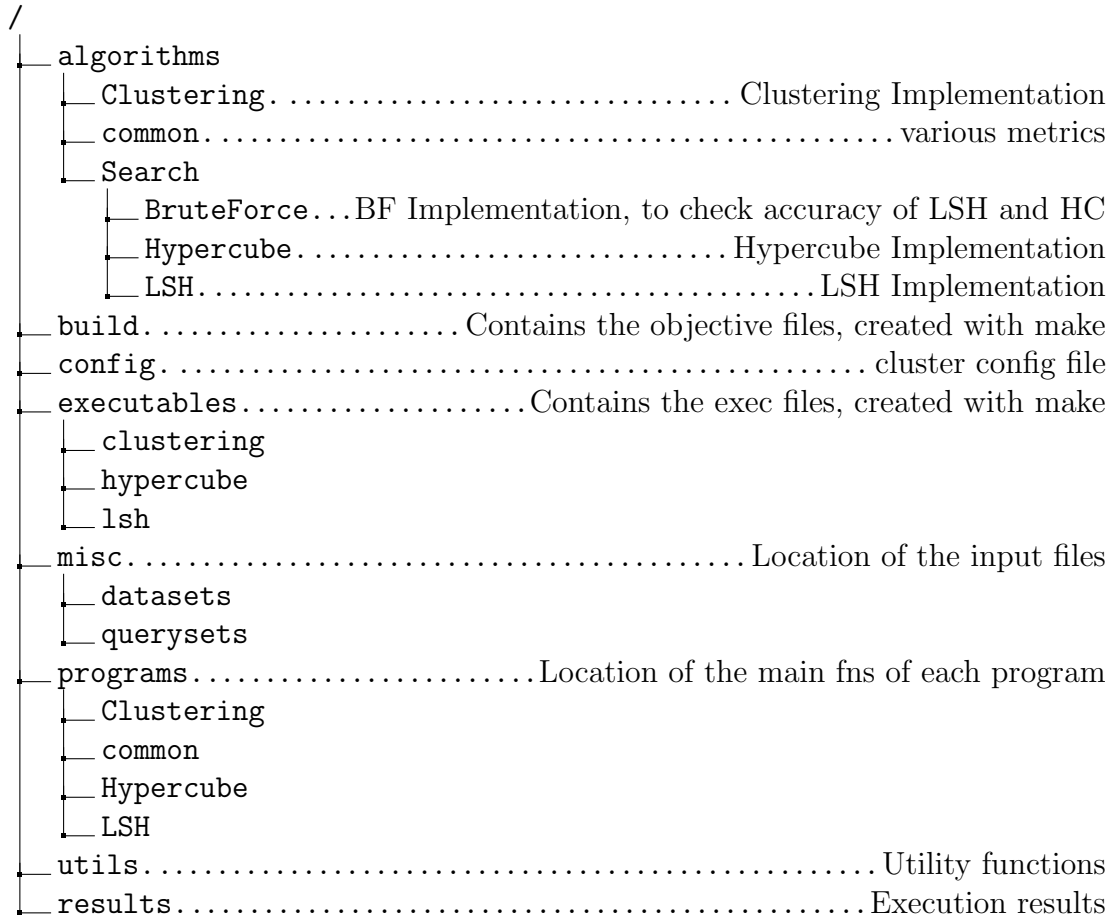 /
algorithms
Clustering. . . . . . . . . . . . . . . . . . . . . . . . . . . . . . . Clustering Implementation
common. . . . . . . . . . . . . . . . . . . . . . . . . . . . . . . . . . . . . . . . . . . . . . . . various metrics
Search
BruteForce...BF Implementation, to check accuracy of LSH and HC
Hypercube. . . . . . . . . . . . . . . . . . . . . . . . . . . . . . Hypercube Implementation
LSH. . . . . . . . . . . . . . . . . . . . . . . . . . . . . . . . . . . . . . . . . . LSH Implementation
build. . . . . . . . . . . . . . . . . . . . . Contains the objective files, created with make
config. . . . . . . . . . . . . . . . . . . . . . . . . . . . . . . . . . . . . . . . . . . . . . . . . cluster config file
executables. . . . . . . . . . . . . . . . . . . Contains the exec files, created with make
clustering
hypercube
lsh
misc. . . . . . . . . . . . . . . . . . . . . . . . . . . . . . . . . . . . . . . . . . Location of the input files
datasets
querysets
programs. . . . . . . . . . . . . . . . . . . . . . . Location of the main fns of each program
Clustering
common
Hypercube
LSH
utils. . . . . . . . . . . . . . . . . . . . . . . . . . . . . . . . . . . . . . . . . . . . . . . . . . Utility functions
results. . . . . . . . . . . . . . . . . . . . . . . . . . . . . . . . . . . . . . . . . . . . . . . Execution results